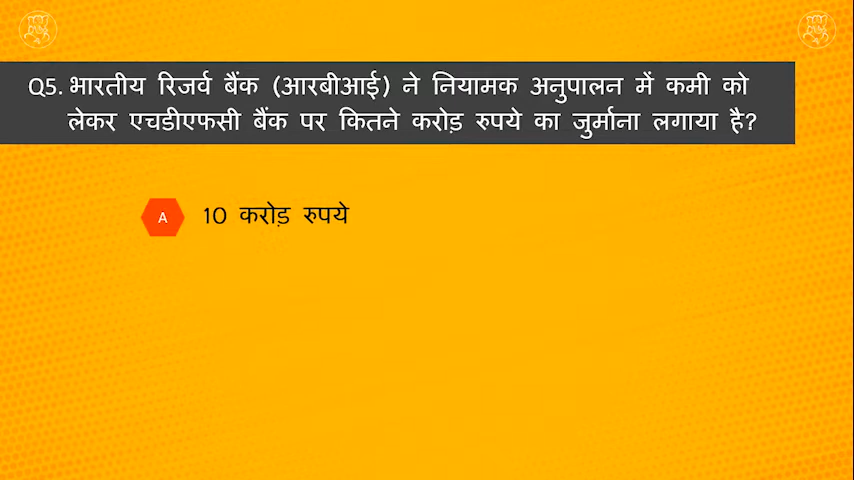 Q5. भारतीय रिजर्व बैंक (आरबीआई) ने नियामक अनुपालन में कमी को
लेकर एचडीएफसी बैंक पर कितने करोड़ रुपये का जुर्माना लगाया है?
A 10 करोड़ रुपये